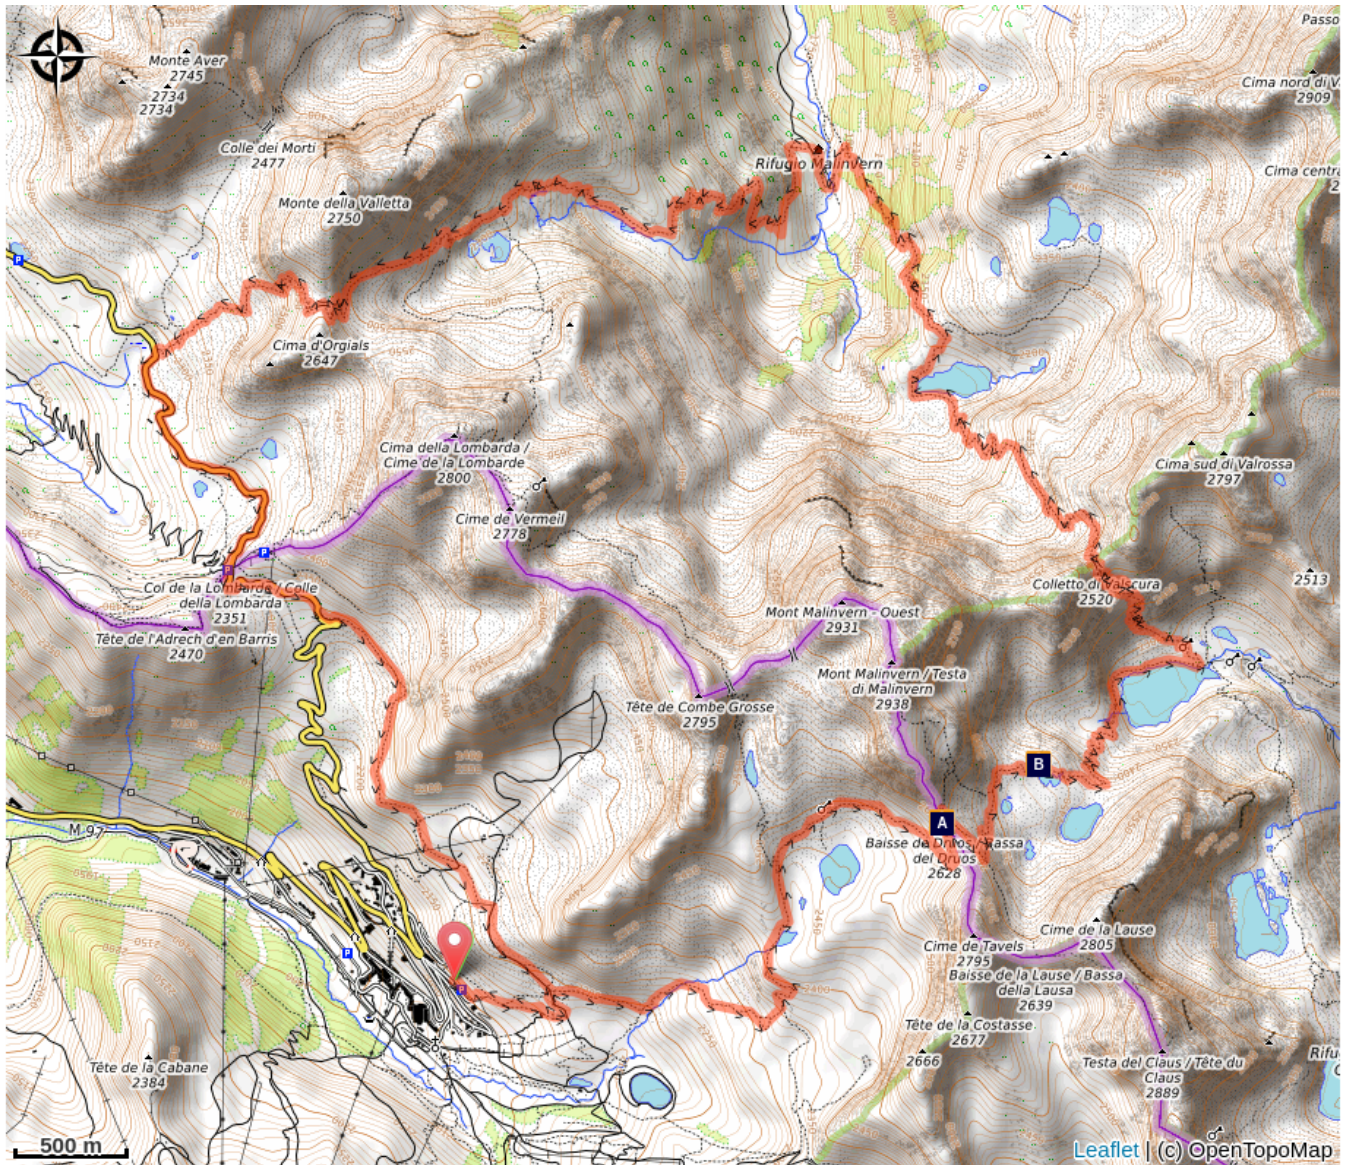 Passo
Monte Aver
2745
2734
2734
Cima nord di V
2909
Colle dei Morti
2477
Rifugio Malinvern
Cima centra
2
Monte della Valletta
2750
P
Cima d'Orgials
2647
Cima della Lombarda /
Cime de la Lombarde
2800
Cima sud di Valrossa
2797
Cime de Vermeil
2778
P
P
Col de la Lombarde / Colle
della Lombarda
2351
Colletto di Valscura
2520
2513
Mont Malinvern - Ouest
2931
Tête de l'Adrech d'en Barris
2470
Mont Malinvern / Testa
di Malinvern
2938
Tête de Combe Grosse
2795
B
A
M 97
Baisse de Druos / Bassa
del Druos
2628
Cime de la Lause
2805
Cime de Tavels
2795
P
Baisse de la Lause / Bassa
della Lausa
2639
P
2400
Tête de la Costasse
2677
2666
Tête de la Cabane
2384
Testa del Claus / Tête du
Claus
2889
Rifu
500 m
Leaflet | (c) OpenTopoMap